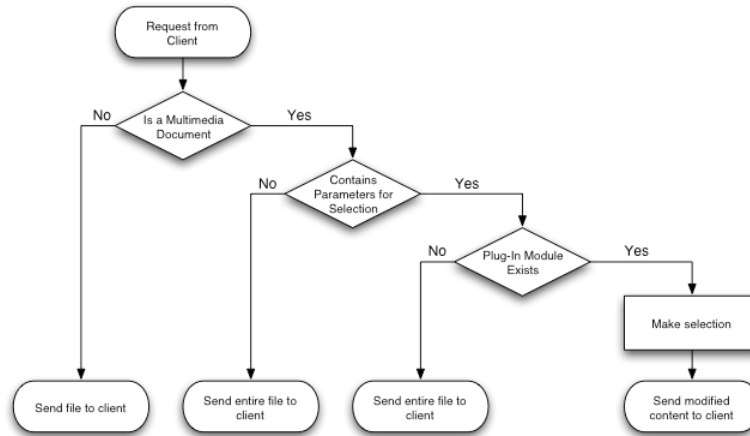 Request from
Client
No
Is a Multimedia
Document
Yes
No
Contains
Parameters for
Selection
Yes
No
Plug-In Module
Exists
Yes
Make selection
Send file to client
Send entire file to
client
Send entire file to
client
Send modified
content to client